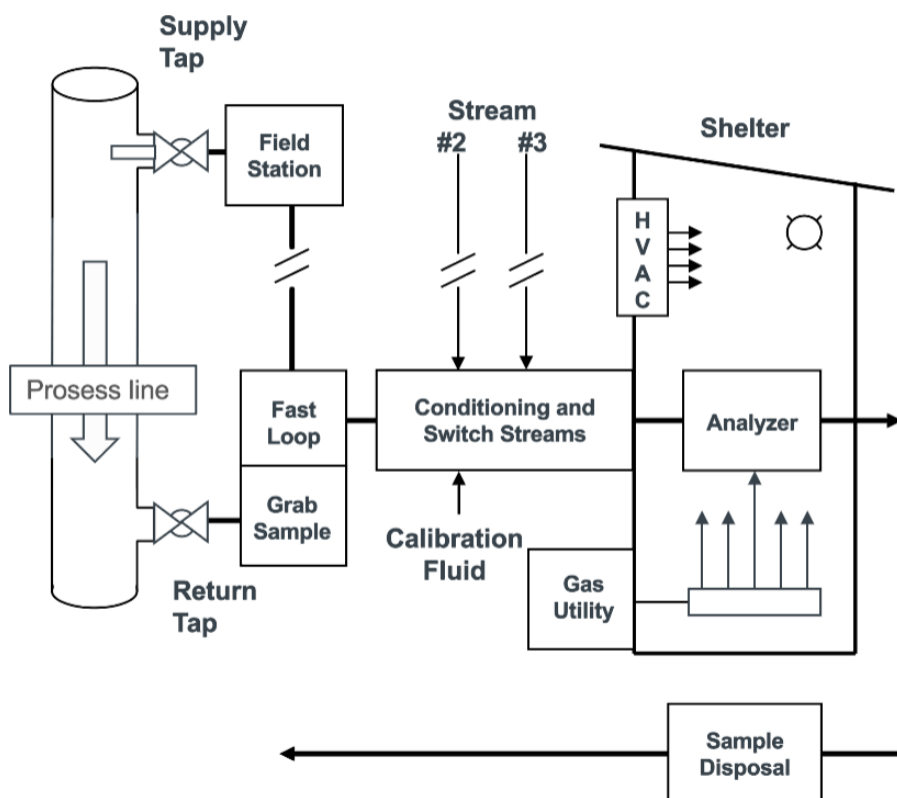 Supply
Tap
Field
Station
Stream
#2 #3
Shelter
H
V
A
C
Prosess line
Fast
Loop
Conditioning and
Switch Streams
Analyzer
Grab
Sample
Calibration
Fluid
Return
Tap
Gas
Utility
Sample
Disposal